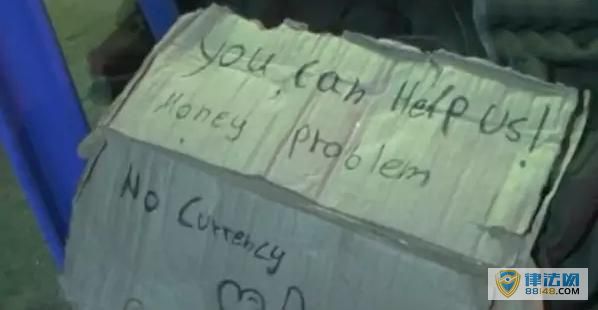 you can Help us!
Money problem
No Currency
律法网
88148.COM